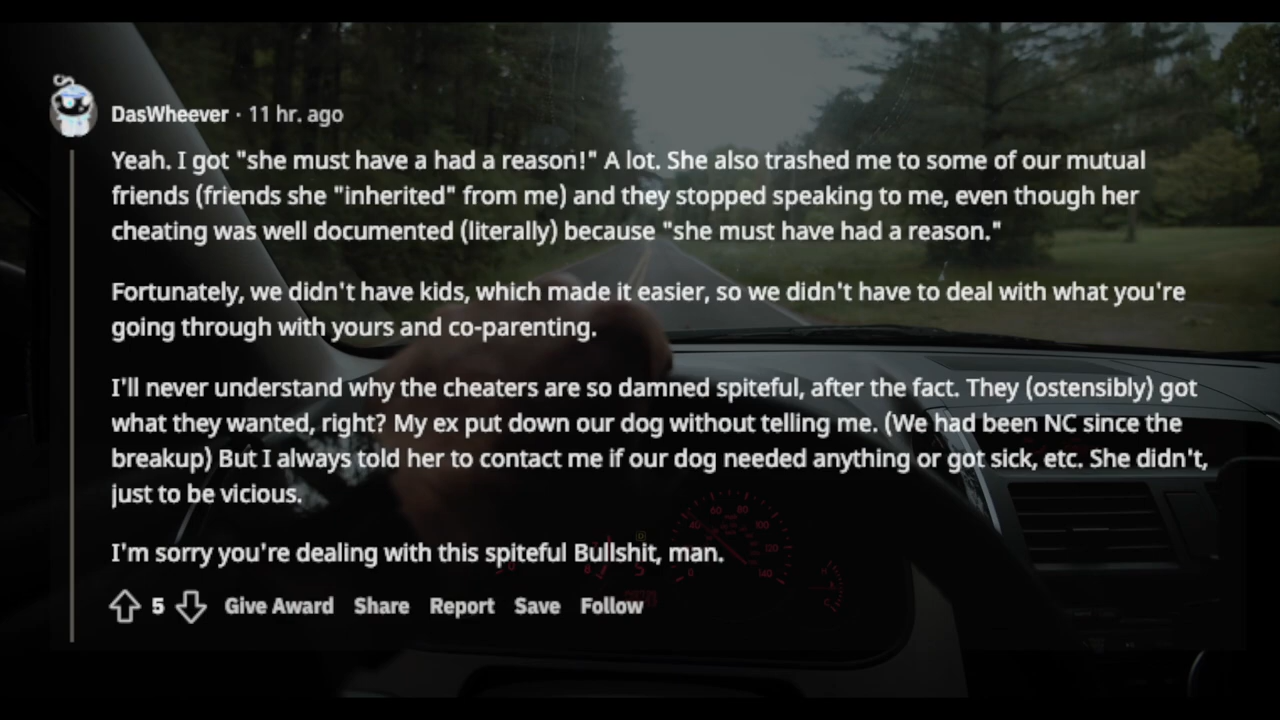 DasWheever · 11 hr. ago
Yeah. I got "she must have a had a reason!" A lot. She also trashed me to some of our mutual
friends (friends she "inherited" from me) and they stopped speaking to me, even though her
cheating was well documented (literally) because "she must have had a reason."
Fortunately, we didn't have kids, which made it easier, so we didn't have to deal with what you're
going through with yours and co-parenting.
I'll never understand why the cheaters are so damned spiteful, after the fact. They (ostensibly) got
what they wanted, right? My ex put down our dog without telling me. (We had been NC since the
breakup) But I always told her to contact me if our dog needed anything or got sick, etc. She didn't,
just to be vicious.
I'm sorry you're dealing with this spiteful Bullshit, man.
5 Give Award Share Report Save Follow